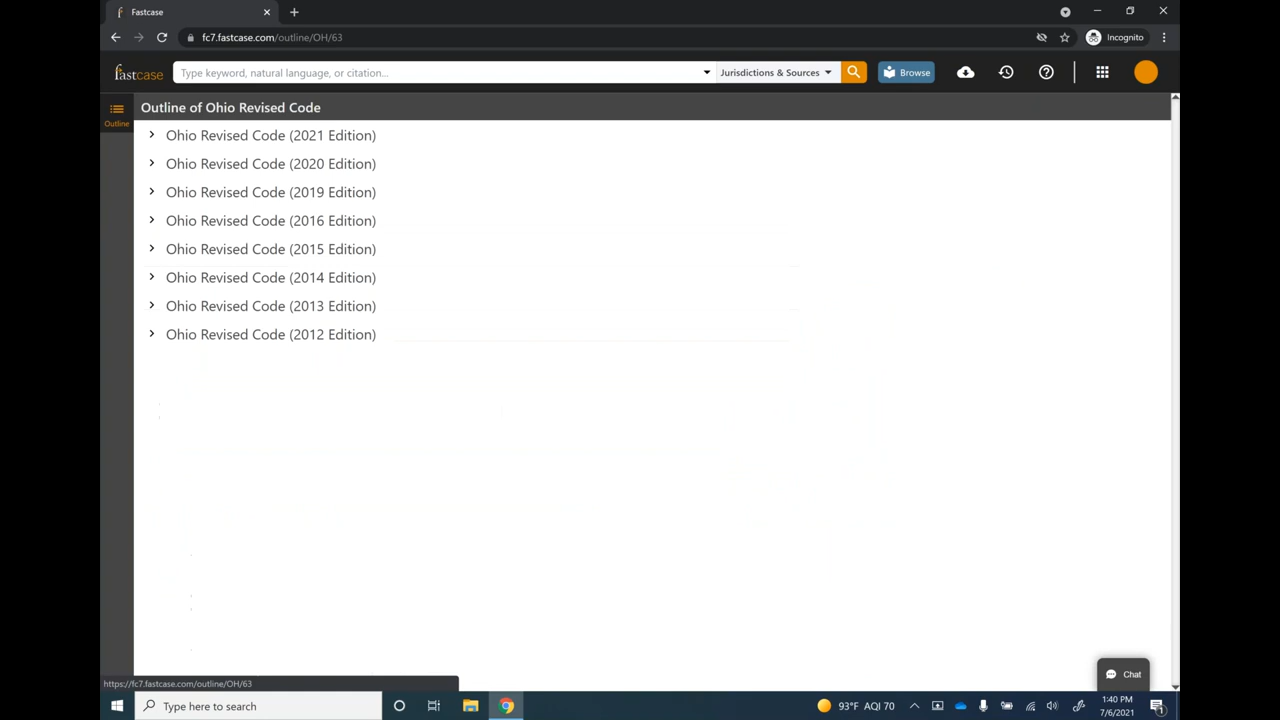 Fastcase
fc7.fastcase.com/outline/OH/63
Incognito
fastcase
Type keyword, natural language, or citation...
Jurisdictions & Sources
Browse
Outline
Outline of Ohio Revised Code
Ohio Revised Code (2021 Edition)
Ohio Revised Code (2020 Edition)
Ohio Revised Code (2019 Edition)
Ohio Revised Code (2016 Edition)
Ohio Revised Code (2015 Edition)
Ohio Revised Code (2014 Edition)
Ohio Revised Code (2013 Edition)
Ohio Revised Code (2012 Edition)
Chat
https://fc7.fastcase.com/outline/OH/63
Type here to search
93°F AQI 70
1:40 PM
7/6/2021
1